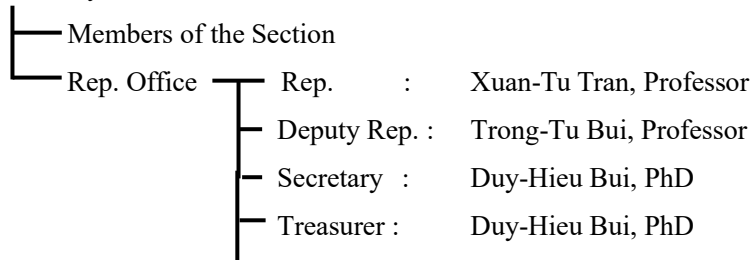 Members of the Section
Rep. Office Rep. : Xuan-Tu Tran, Professor
Deputy Rep. : Trong-Tu Bui, Professor
Secretary : Duy-Hieu Bui, PhD
Treasurer : Duy-Hieu Bui, PhD